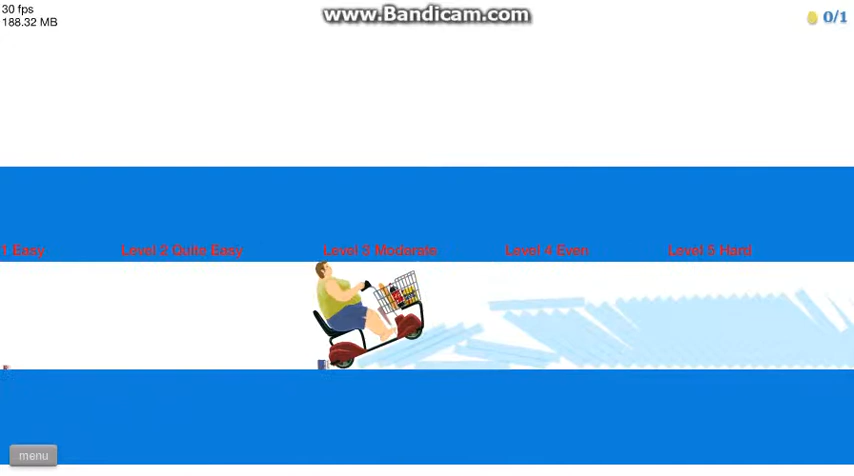 30 fps
188.32 MB
www.Bandicam.com
0/1
1 Easy
Level 2 Quite Easy
Level 3 Modarate
Level 4 Even
Level 5 Hard
menu